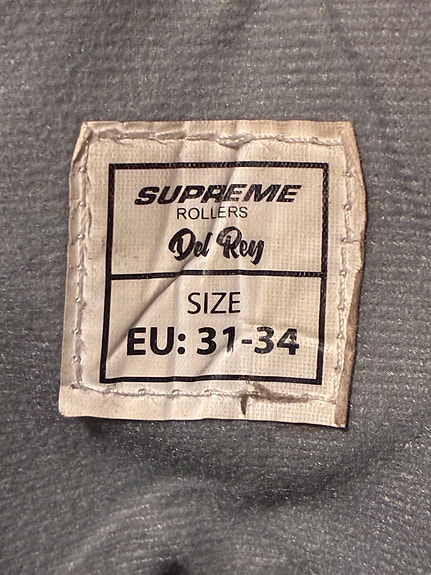 SUPREME
ROLLERS
Del Rey
SIZE
EU: 31-34